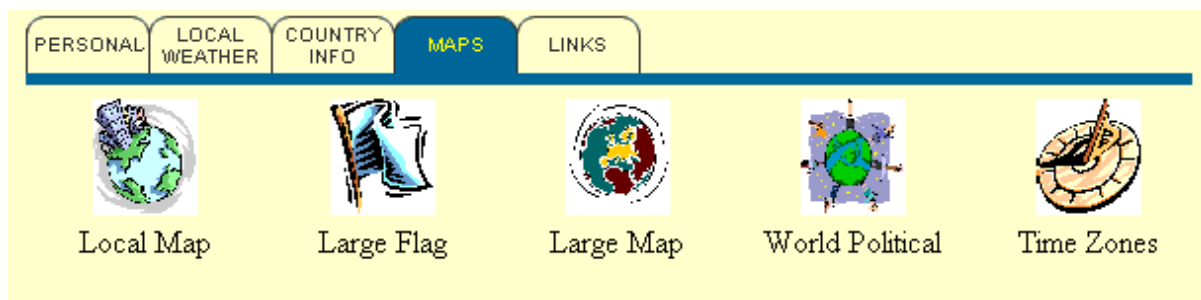 PERSONAL
LOCAL
WEATHER
COUNTRY
INFO
MAPS
LINKS
Local Map
Large Flag
Large Map
World Political
Time Zones